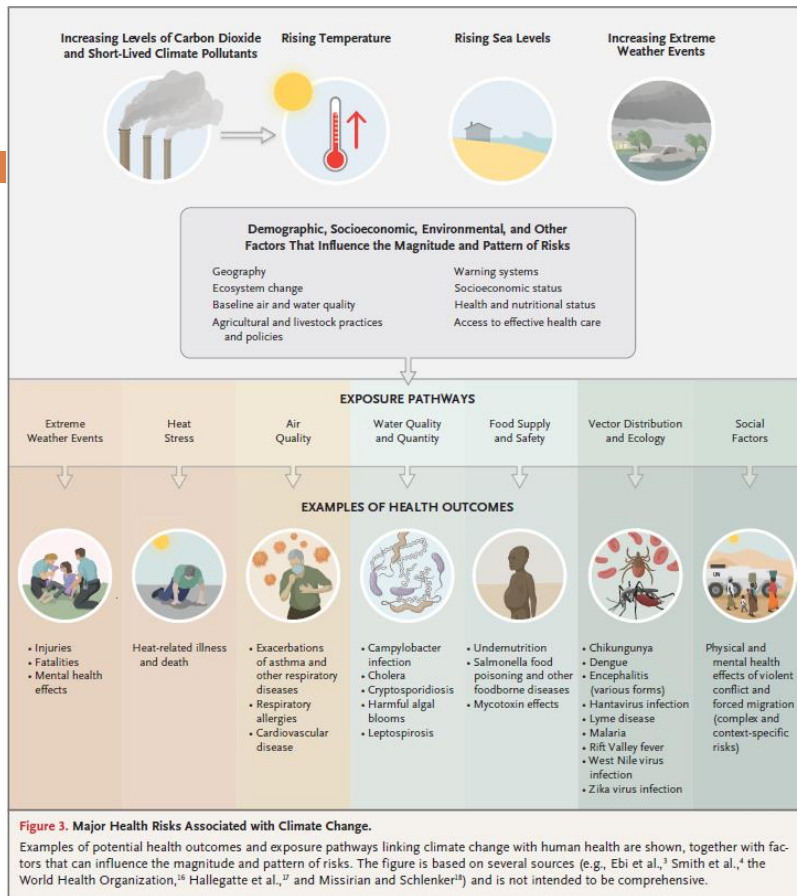 Increasing Levels of Carbon Dioxide
and Short-Lived Climate Pollutants
Rising Temperature
Rising Sea Levels
Increasing Extreme
Weather Events
Demographic, Socioeconomic, Environmental, and Other
Factors That Influence the Magnitude and Pattern of Risks
Geography
Ecosystem change
Baseline air and water quality
Agricultural and livestock practices
and policies
Warning systems
Socioeconomic status
Health and nutritional status
Access to effective health care
EXPOSURE PATHWAYS
Extreme
Weather Events
Heat
Stress
Air
Quality
Water Quality
and Quantity
Food Supply
and Safety
Vector Distribution
and Ecology
Social
Factors
EXAMPLES OF HEALTH OUTCOMES
UN
• Injuries
• Fatalities
• Mental health
effects
Heat-related illness
and death
• Exacerbations
of asthma and
other respiratory
diseases
• Respiratory
allergies
• Cardiovascular
disease
• Campylobacter
infection
• Cholera
• Cryptosporidiosis
• Harmful algal
blooms
• Leptospirosis
• Undernutrition
• Salmonella food
poisoning and other
foodborne diseases
• Mycotoxin effects
• Chikungunya
• Dengue
• Encephalitis
(various forms)
• Hantavirus infection
• Lyme disease
• Malaria
• Rift Valley fever
• West Nile virus
infection
• Zika virus infection
Physical and
mental health
effects of violent
conflict and
forced migration
(complex and
context-specific
risks)
Figure 3. Major Health Risks Associated with Climate Change.
Examples of potential health outcomes and exposure pathways linking climate change with human health are shown, together with fac-
tors that can influence the magnitude and pattern of risks. The figure is based on several sources (e.g., Ebi et al.,3 Smith et al.,4 the
World Health Organization,16 Hallegatte et al.,17 and Missirian and Schlenker18) and is not intended to be comprehensive.